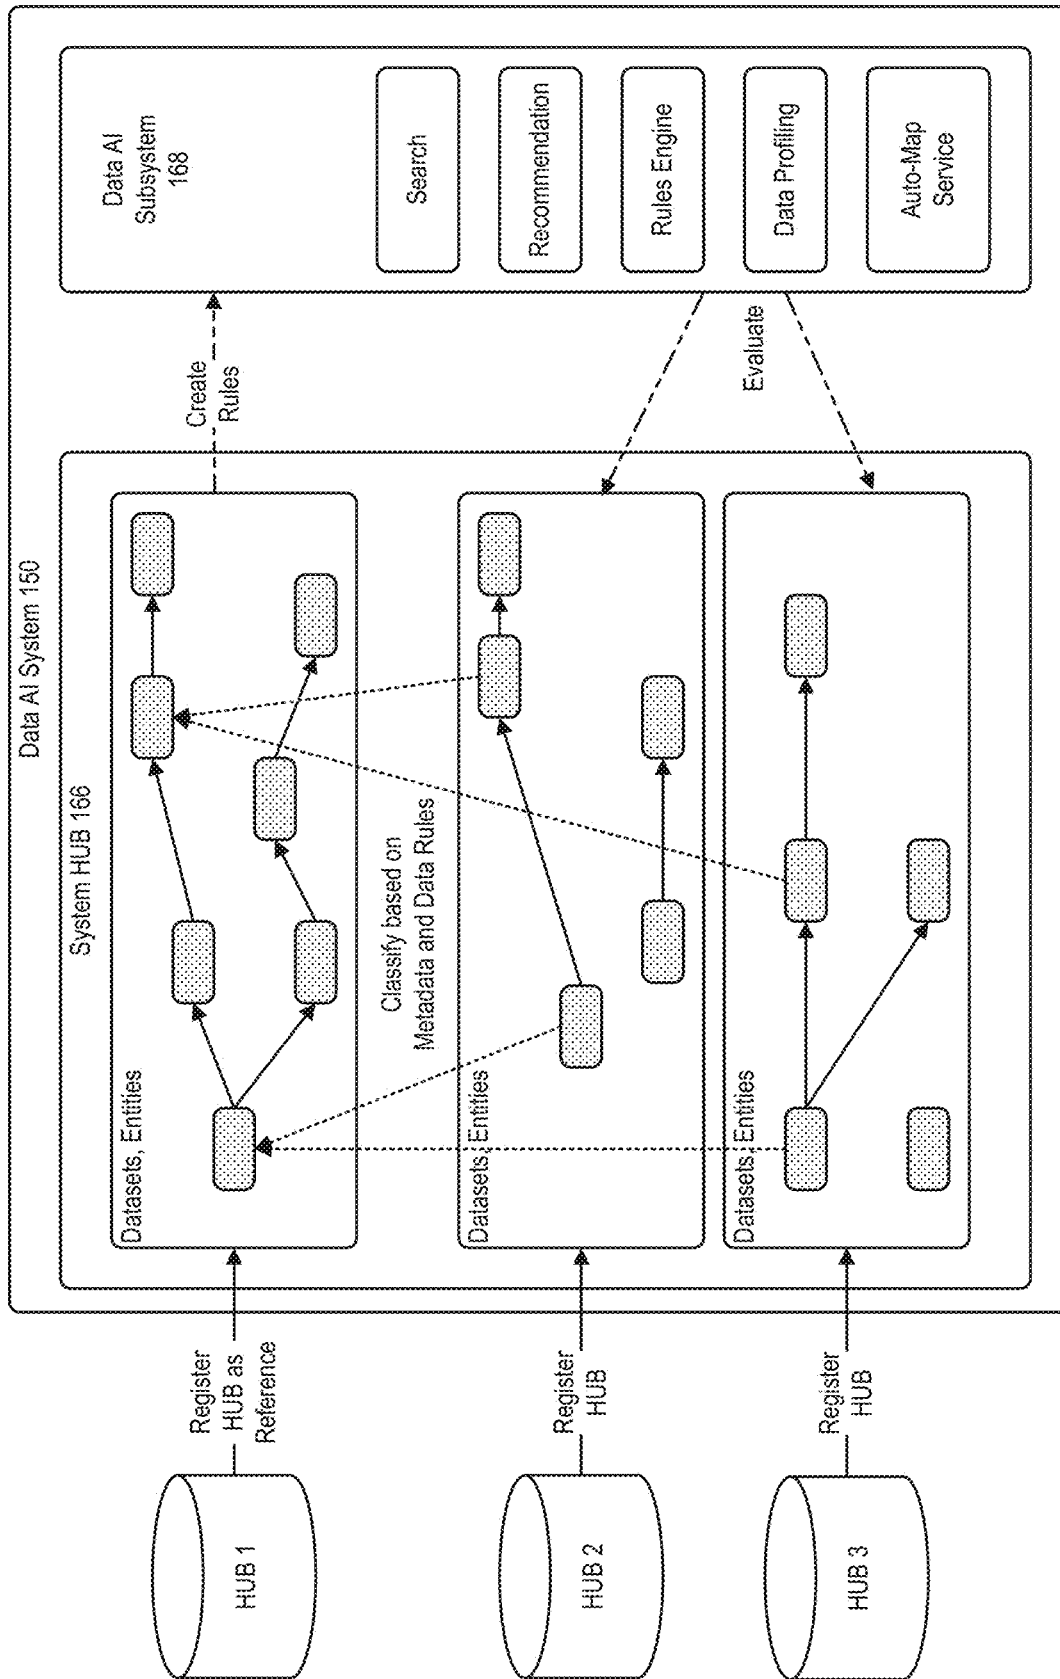 Data AI System 150
System HUB 166
Data AI
Subsystem
168
HUB 1
Register
HUB as
Reference
Datasets, Entities
Create
Rules
Search
Recommendation
Classify based on
Metadata and Data Rules
HUB 2
Register
HUB
Datasets, Entities
Rules Engine
Evaluate
Data Profiling
HUB 3
Register
HUB
Datasets, Entities
Auto-Map
Service